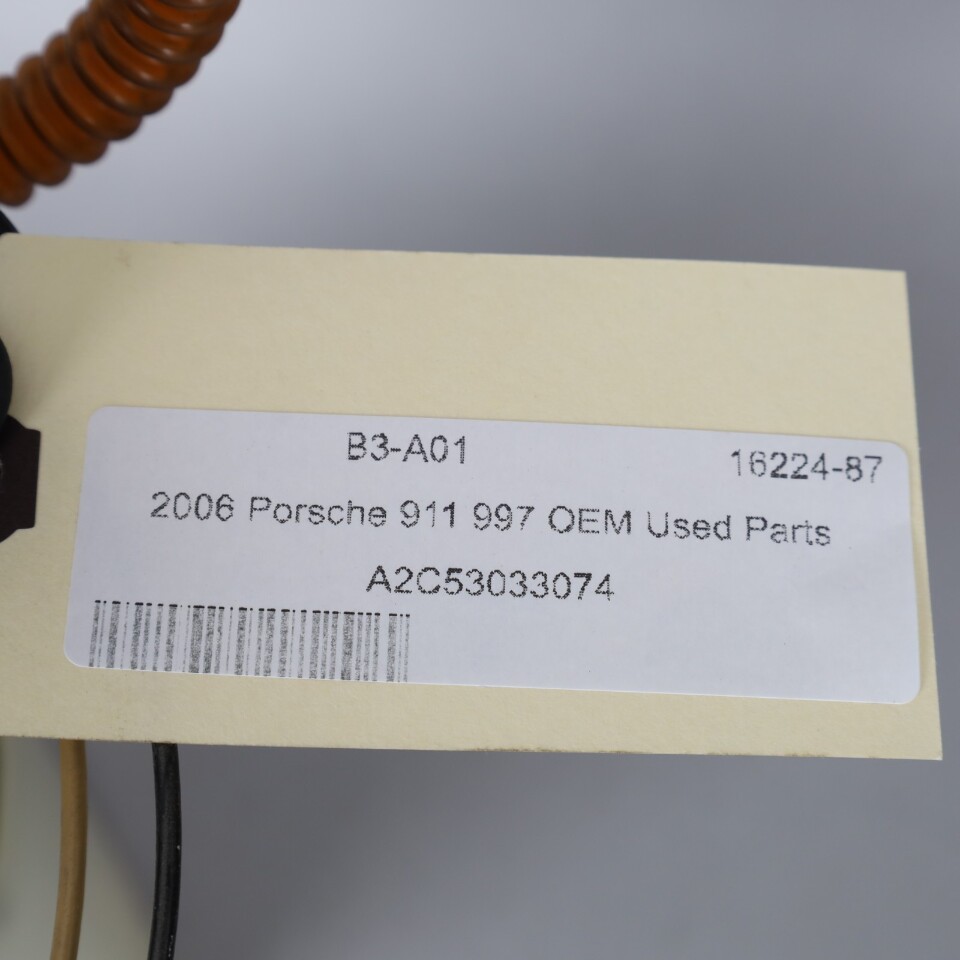 B3-A01 16224-87
2006 Porsche 911 997 OEM Used Parts
A2C53033074